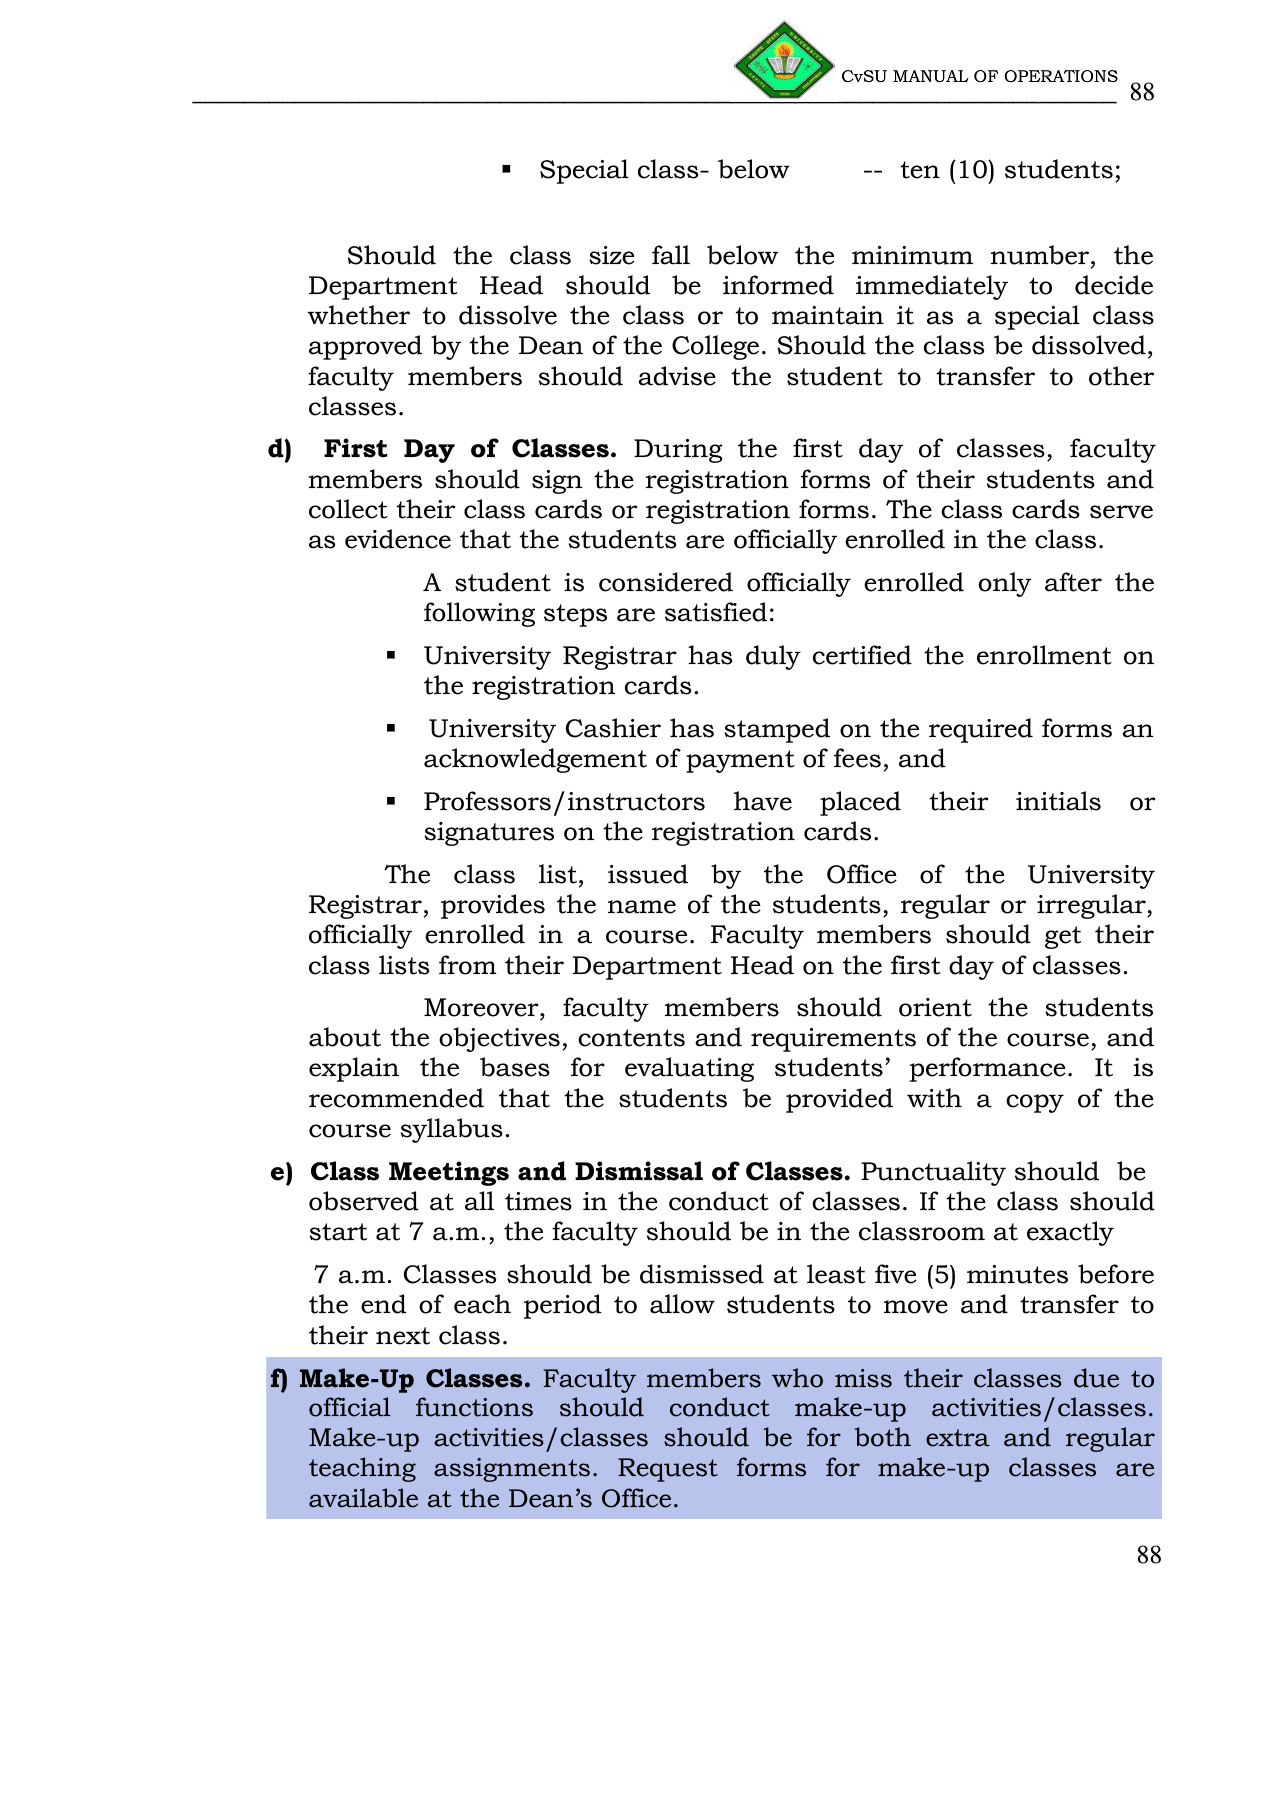 CvSU MANUAL OF OPERATIONS 88
▪ Special class- below -- ten (10) students;
Should the class size fall below the minimum number, the
Department Head should be informed immediately to decide
whether to dissolve the class or to maintain it as a special class
approved by the Dean of the College. Should the class be dissolved,
faculty members should advise the student to transfer to other
classes.
d) First Day of Classes. During the first day of classes, faculty
members should sign the registration forms of their students and
collect their class cards or registration forms. The class cards serve
as evidence that the students are officially enrolled in the class.
A student is considered officially enrolled only after the
following steps are satisfied:
▪ University Registrar has duly certified the enrollment on
the registration cards.
▪ University Cashier has stamped on the required forms an
acknowledgement of payment of fees, and
▪ Professors/instructors have placed their initials or
signatures on the registration cards.
The class list, issued by the Office of the University
Registrar, provides the name of the students, regular or irregular,
officially enrolled in a course. Faculty members should get their
class lists from their Department Head on the first day of classes.
Moreover, faculty members should orient the students
about the objectives, contents and requirements of the course, and
explain the bases for evaluating students’ performance. It is
recommended that the students be provided with a copy of the
course syllabus.
e) Class Meetings and Dismissal of Classes. Punctuality should be
observed at all times in the conduct of classes. If the class should
start at 7 a.m., the faculty should be in the classroom at exactly
7 a.m. Classes should be dismissed at least five (5) minutes before
the end of each period to allow students to move and transfer to
their next class.
f) Make-Up Classes. Faculty members who miss their classes due to
official functions should conduct make-up activities/classes.
Make-up activities/classes should be for both extra and regular
teaching assignments. Request forms for make-up classes are
available at the Dean’s Office.
88